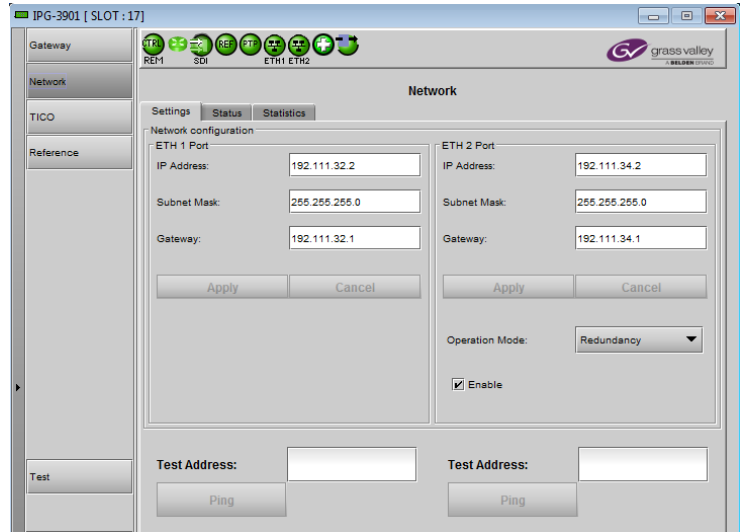 IPG-3901 [ SLOT : 17]
Gateway
Network
TICO
Reference
Test
CTRL REF PTP
REM SDI ETH1 ETH2
GV grass valley
A BELDEN BRAND
Network
Settings Status Statistics
Network configuration
ETH 1 Port
IP Address: 192.111.32.2
Subnet Mask: 255.255.255.0
Gateway: 192.111.32.1
Apply Cancel
ETH 2 Port
IP Address: 192.111.34.2
Subnet Mask: 255.255.255.0
Gateway: 192.111.34.1
Apply Cancel
Operation Mode: Redundancy
Enable
Test Address:
Ping
Test Address:
Ping